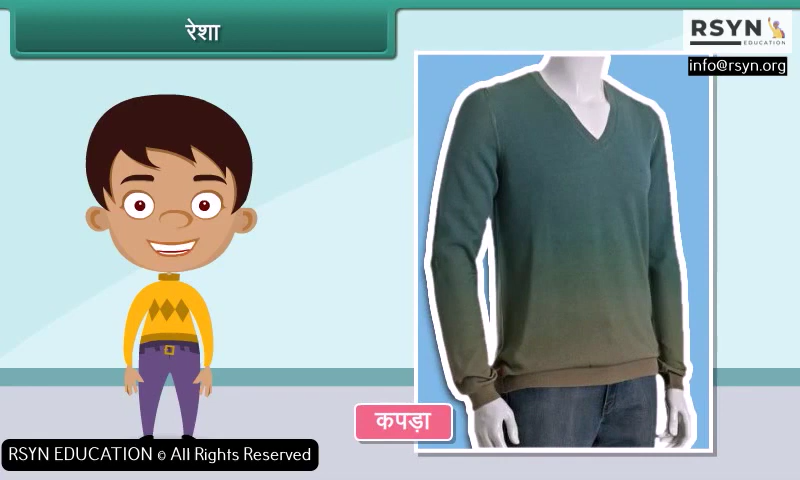 रेशा
RSYN
EDUCATION
info@rsyn.org
कपड़ा
RSYN EDUCATION © All Rights Reserved